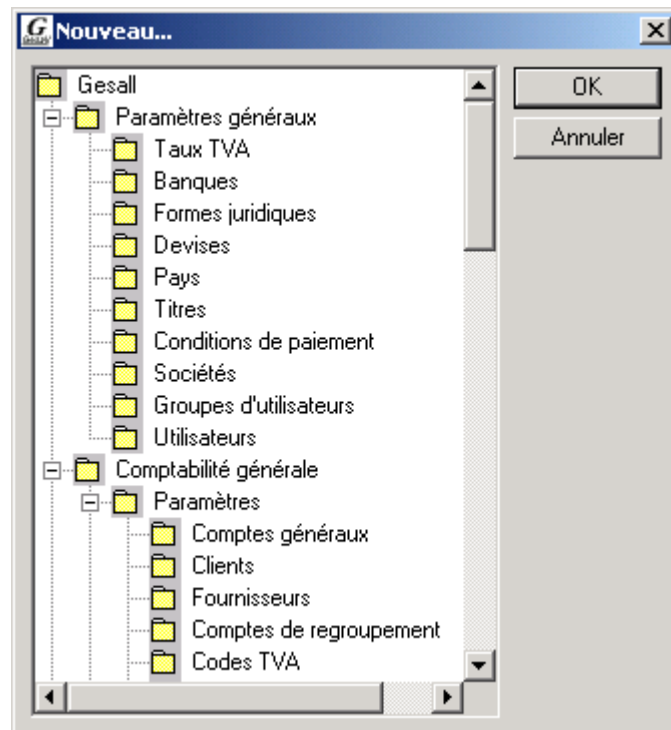 Nouveau...
Gesall
Paramètres généraux
Taux TVA
Banques
Formes juridiques
Devises
Pays
Titres
Conditions de paiement
Sociétés
Groupes d'utilisateurs
Utilisateurs
Comptabilité générale
Paramètres
Comptes généraux
Clients
Fournisseurs
Comptes de regroupement
Codes TVA
OK
Annuler